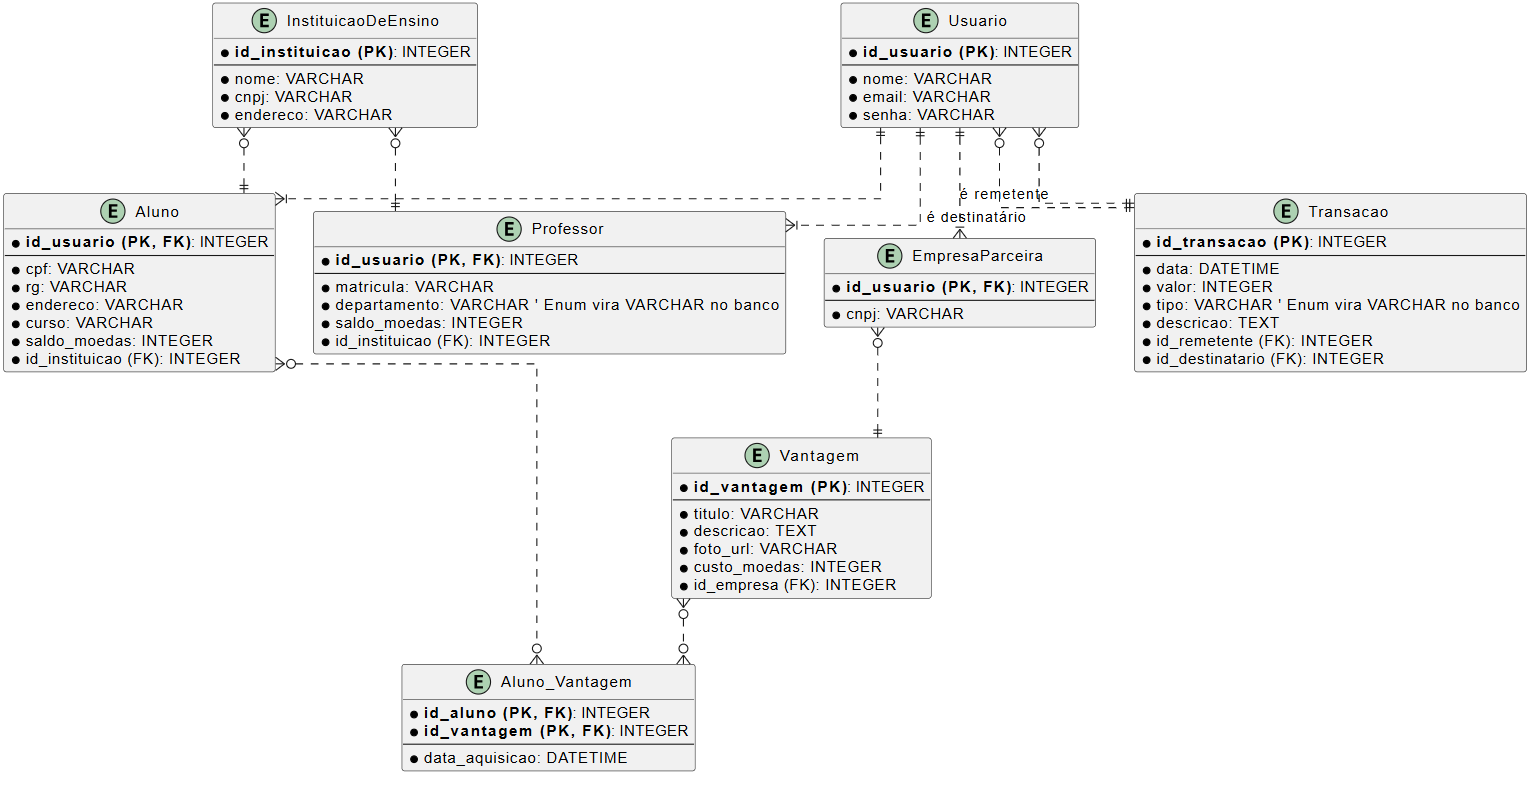 E InstituicaoDeEnsino
id_instituicao (PK): INTEGER
nome: VARCHAR
cnpj: VARCHAR
endereco: VARCHAR
E Usuario
id_usuario (PK): INTEGER
nome: VARCHAR
email: VARCHAR
senha: VARCHAR
é remetente
é destinatário
E Aluno
id_usuario (PK, FK): INTEGER
cpf: VARCHAR
rg: VARCHAR
endereco: VARCHAR
curso: VARCHAR
saldo_moedas: INTEGER
id_instituicao (FK): INTEGER
E Professor
id_usuario (PK, FK): INTEGER
matricula: VARCHAR
departamento: VARCHAR ' Enum vira VARCHAR no banco
saldo_moedas: INTEGER
id_instituicao (FK): INTEGER
E EmpresaParceira
id_usuario (PK, FK): INTEGER
cnpj: VARCHAR
E Transacao
id_transacao (PK): INTEGER
data: DATETIME
valor: INTEGER
tipo: VARCHAR ' Enum vira VARCHAR no banco
descricao: TEXT
id_remetente (FK): INTEGER
id_destinatario (FK): INTEGER
E Vantagem
id_vantagem (PK): INTEGER
titulo: VARCHAR
descricao: TEXT
foto_url: VARCHAR
custo_moedas: INTEGER
id_empresa (FK): INTEGER
E Aluno_Vantagem
id_aluno (PK, FK): INTEGER
id_vantagem (PK, FK): INTEGER
data_aquisicao: DATETIME